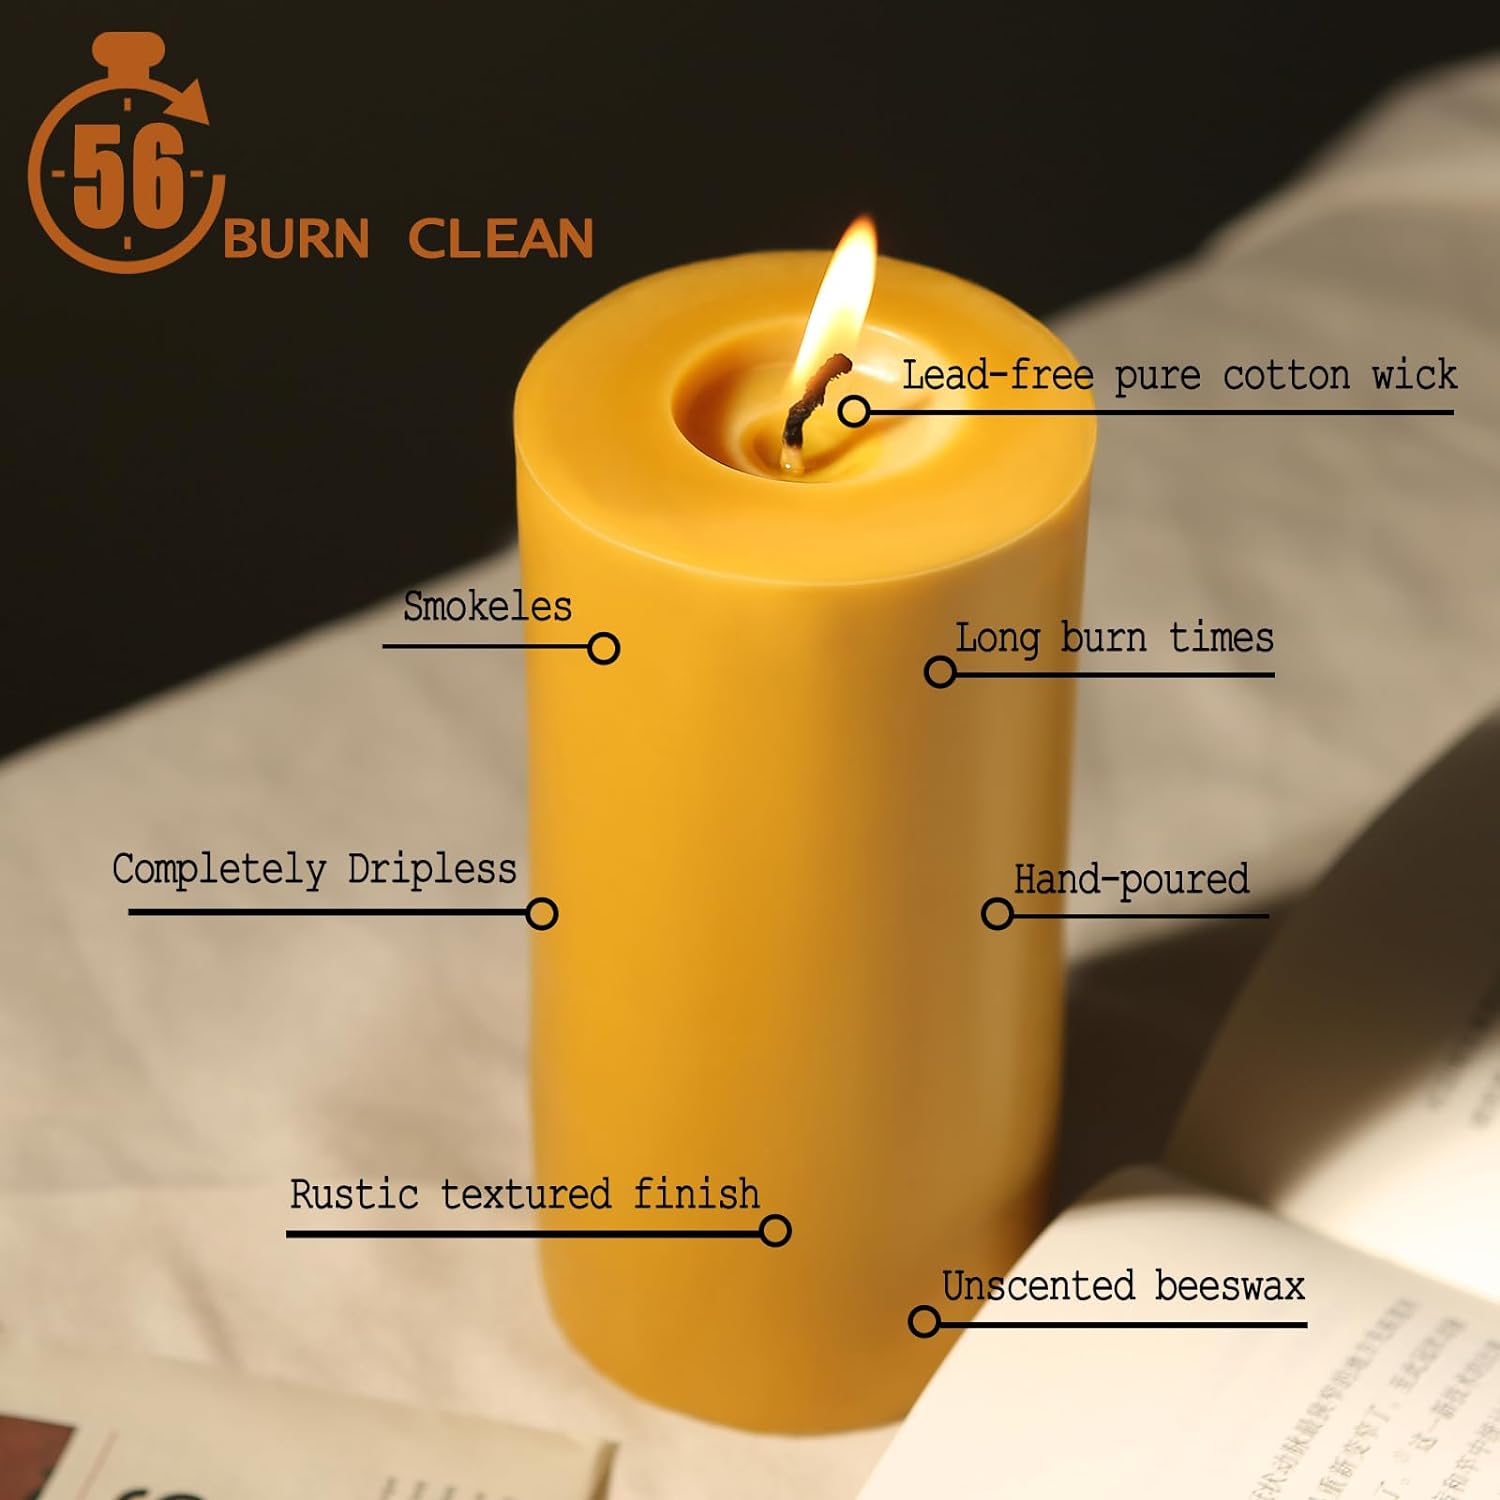 56
BURN CLEAN
Lead-free pure cotton wick
Smokeles
Long burn times
Completely Dripless
Hand-poured
Rustic textured finish
Unscented beeswax